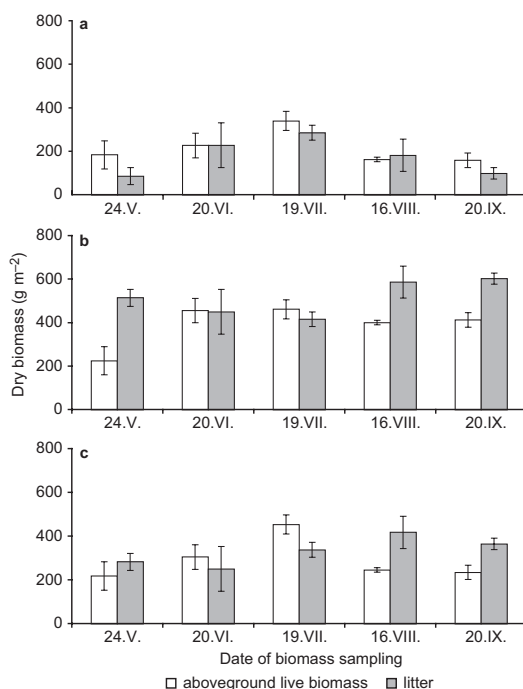 a
800
600
400
200
0
24.V. 20.VI. 19.VII. 16.VIII. 20.IX.
b
800
600
400
200
0
24.V. 20.VI. 19.VII. 16.VIII. 20.IX.
c
800
600
400
200
0
24.V. 20.VI. 19.VII. 16.VIII. 20.IX.
Dry biomass (g m⁻²)
Date of biomass sampling
aboveground live biomass litter